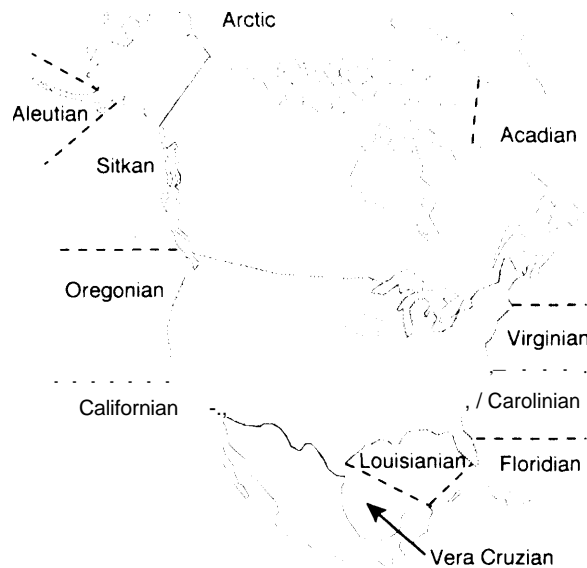 Arctic
Aleutian
Acadian
Sitkan
Oregonian
Virginian
Californian
Carolinian
Louisianian
Floridian
Vera Cruzian